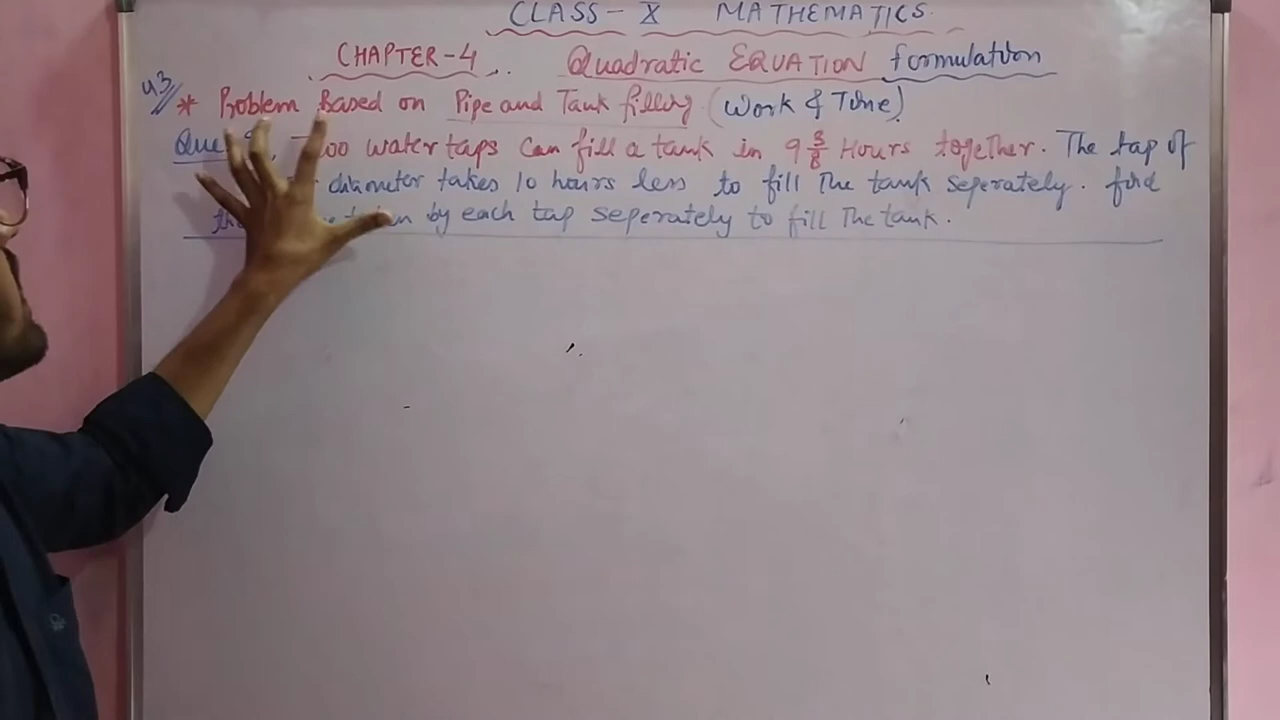 CLASS - X MATHEMATICS
CHAPTER-4 Quadratic EQUATION formulation
* Problem Based on Pipe and Tank filling (Work & Time)
Que water taps Can fill a tank in 9 3/8 Hours together. The tap of
diameter takes 10 hours less to fill The tank seperately. find
by each tap seperately to fill The tank.